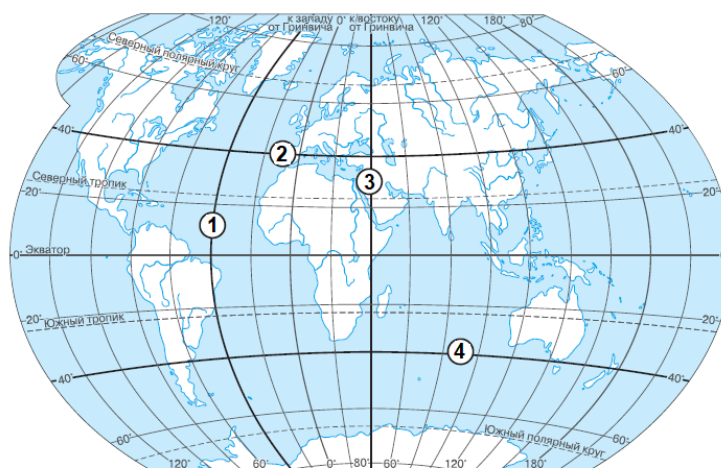 120˚ к западу 0˚ к востоку 120˚ 180˚ 80˚
от Гринвича от Гринвича
Северный полярный круг
60˚ 60˚
40˚ 2 40˚
Северный тропик 3
20˚ 20˚
1
0˚ Экватор 0˚
20˚ Южный тропик 20˚
4
40˚ 40˚
60˚ Южный полярный круг 60˚
120˚ 60˚ 0˚ 80˚ 60˚ 120˚ 180˚